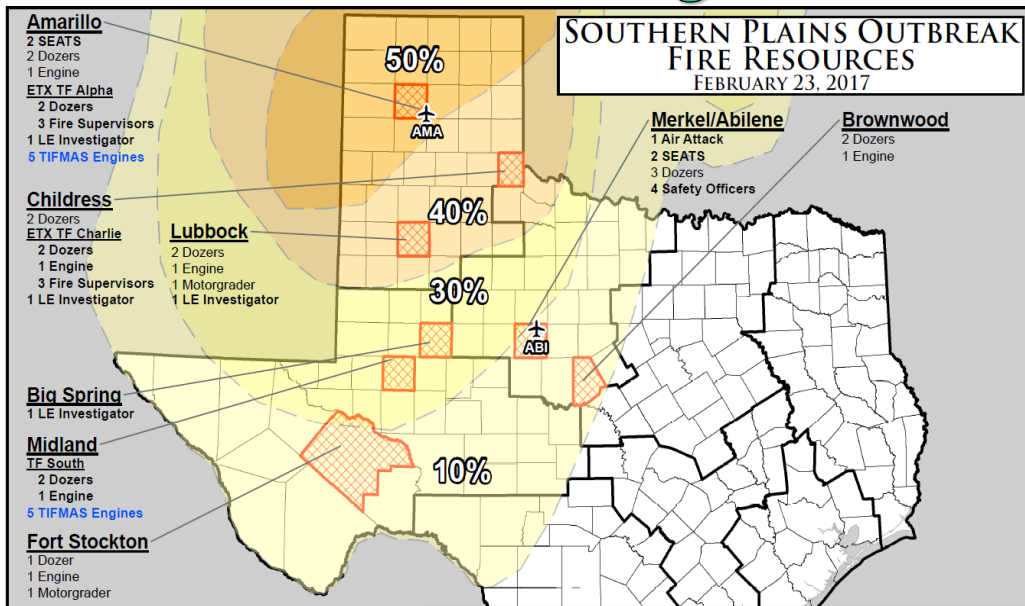 SOUTHERN PLAINS OUTBREAK
FIRE RESOURCES
FEBRUARY 23, 2017
Amarillo
2 SEATS
2 Dozers
1 Engine
ETX TF Alpha
2 Dozers
3 Fire Supervisors
1 LE Investigator
5 TIFMAS Engines
Childress
2 Dozers
ETX TF Charlie
2 Dozers
1 Engine
3 Fire Supervisors
1 LE Investigator
Lubbock
2 Dozers
1 Engine
1 Motorgrader
1 LE Investigator
Big Spring
1 LE Investigator
Midland
TF South
2 Dozers
1 Engine
5 TIFMAS Engines
Fort Stockton
1 Dozer
1 Engine
1 Motorgrader
Merkel/Abilene
1 Air Attack
2 SEATS
3 Dozers
4 Safety Officers
Brownwood
2 Dozers
1 Engine
50%
AMA
40%
30%
ABI
10%